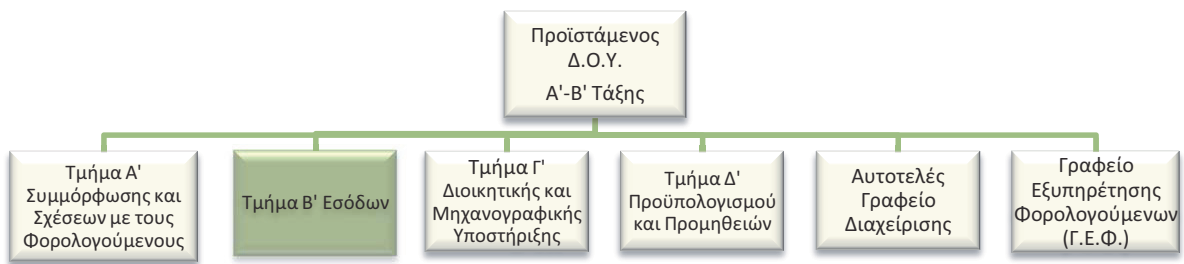 Προϊστάμενος
Δ.Ο.Υ.
Α'-Β' Τάξης
Τμήμα Α'
Συμμόρφωσης και
Σχέσεων με τους
Φορολογούμενους
Τμήμα Β' Εσόδων
Τμήμα Γ'
Διοικητικής και
Μηχανογραφικής
Υποστήριξης
Τμήμα Δ'
Προϋπολογισμού
και Προμηθειών
Αυτοτελές
Γραφείο
Διαχείρισης
Γραφείο
Εξυπηρέτησης
Φορολογούμενων
(Γ.Ε.Φ.)